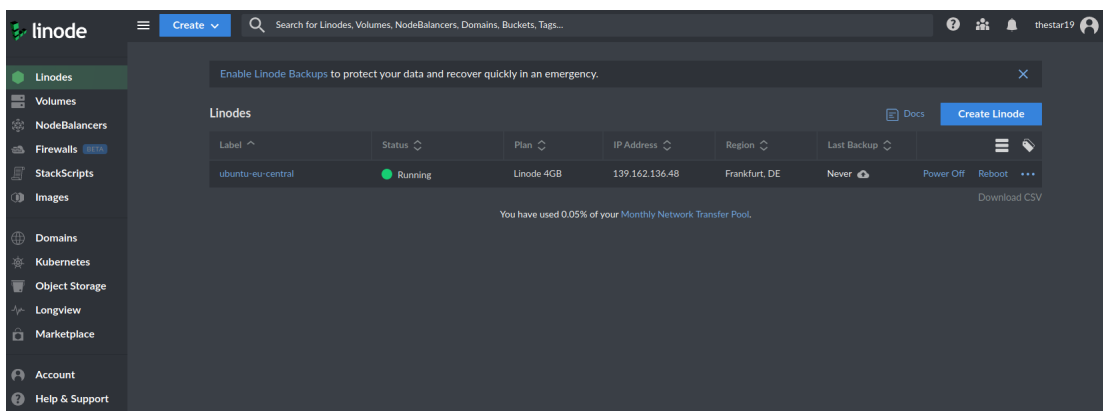 linode
Create
Search for Linodes, Volumes, NodeBalancers, Domains, Buckets, Tags...
thestar19
Linodes
Volumes
NodeBalancers
Firewalls BETA
StackScripts
Images
Domains
Kubernetes
Object Storage
Longview
Marketplace
Account
Help & Support
Enable Linode Backups to protect your data and recover quickly in an emergency.
Linodes
Docs
Create Linode
Label Status Plan IP Address Region Last Backup
ubuntu-eu-central Running Linode 4GB 139.162.136.48 Frankfurt, DE Never Power Off Reboot
Download CSV
You have used 0.05% of your Monthly Network Transfer Pool.